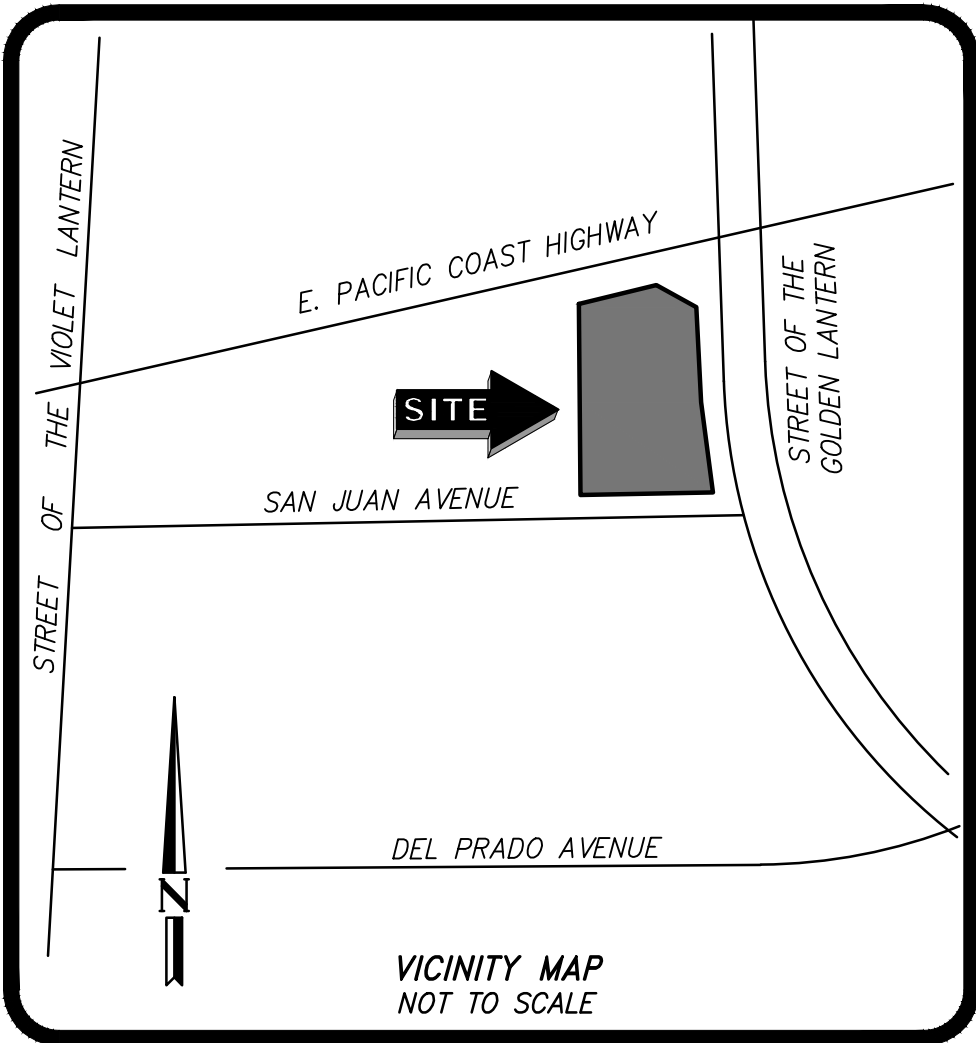 STREET OF THE VIOLET LANTERN
E. PACIFIC COAST HIGHWAY
STREET OF THE
GOLDEN LANTERN
SITE
SAN JUAN AVENUE
DEL PRADO AVENUE
N
VICINITY MAP
NOT TO SCALE